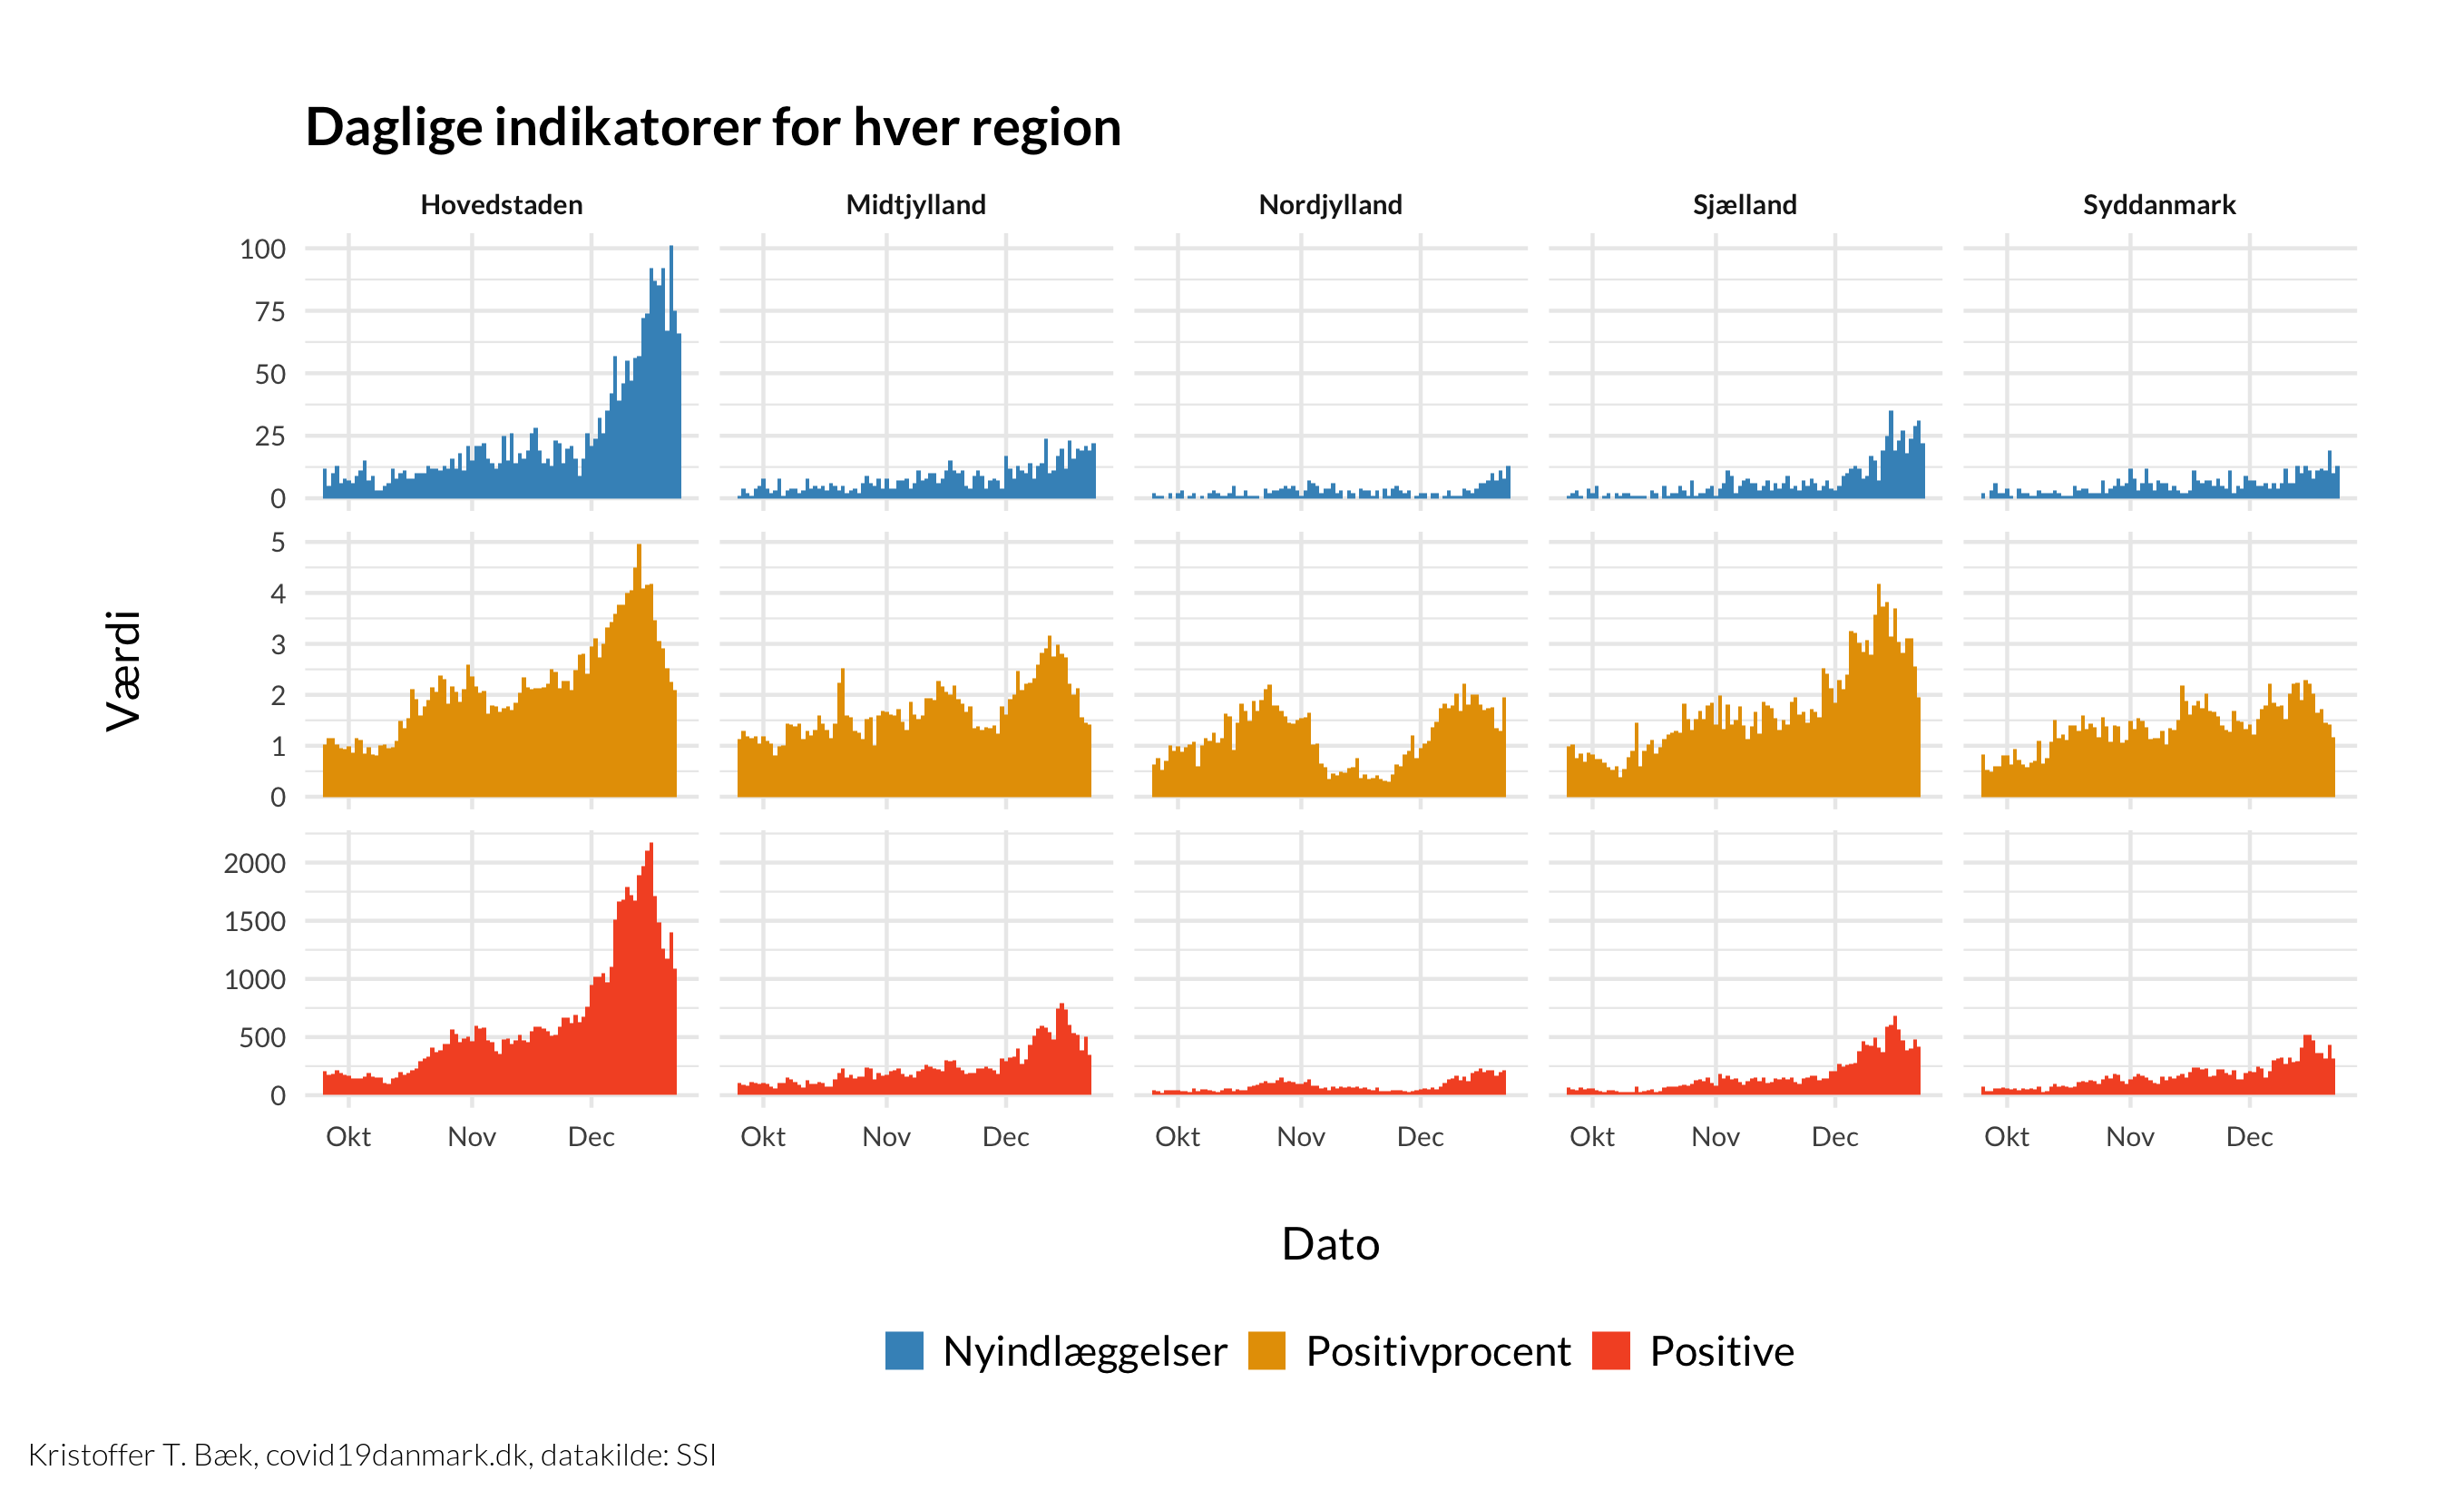 Daglige indikatorer for hver region
Hovedstaden Midtjylland Nordjylland Sjælland Syddanmark
100
75
50
25
0
5
4
3
2
1
0
2000
1500
1000
500
0
Værdi
Okt Nov Dec Okt Nov Dec Okt Nov Dec Okt Nov Dec Okt Nov Dec
Dato
Nyindlæggelser Positivprocent Positive
Kristoffer T. Bæk, covid19danmark.dk, datakilde: SSI